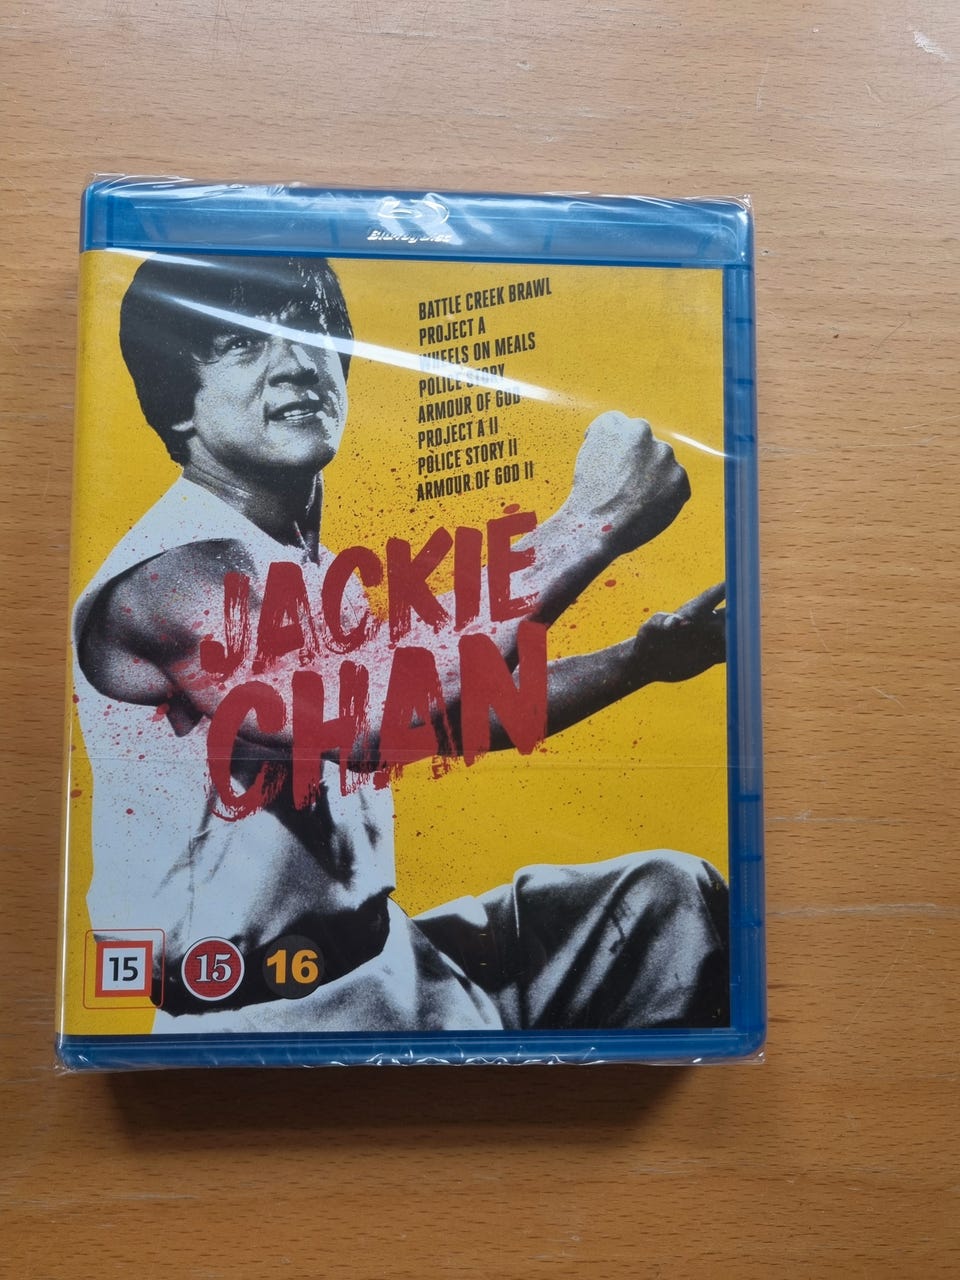 Blu-ray Disc
BATTLE CREEK BRAWL
PROJECT A
WHEELS ON MEALS
POLICE STORY
ARMOUR OF GOD
PROJECT A II
POLICE STORY II
ARMOUR OF GOD II
JACKIE
CHAN
15 15 16